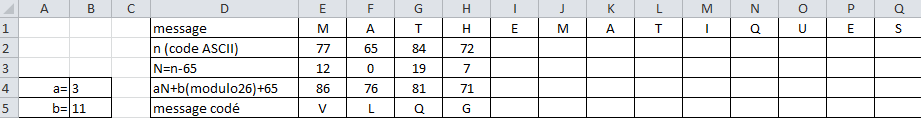 A B C D E F G H I J K L M N O P Q
1 message M A T H E M A T I Q U E S
2 n (code ASCII) 77 65 84 72
3 N=n-65 12 0 19 7
4 a= 3 aN+b(modulo26)+65 86 76 81 71
5 b= 11 message codé V L Q G